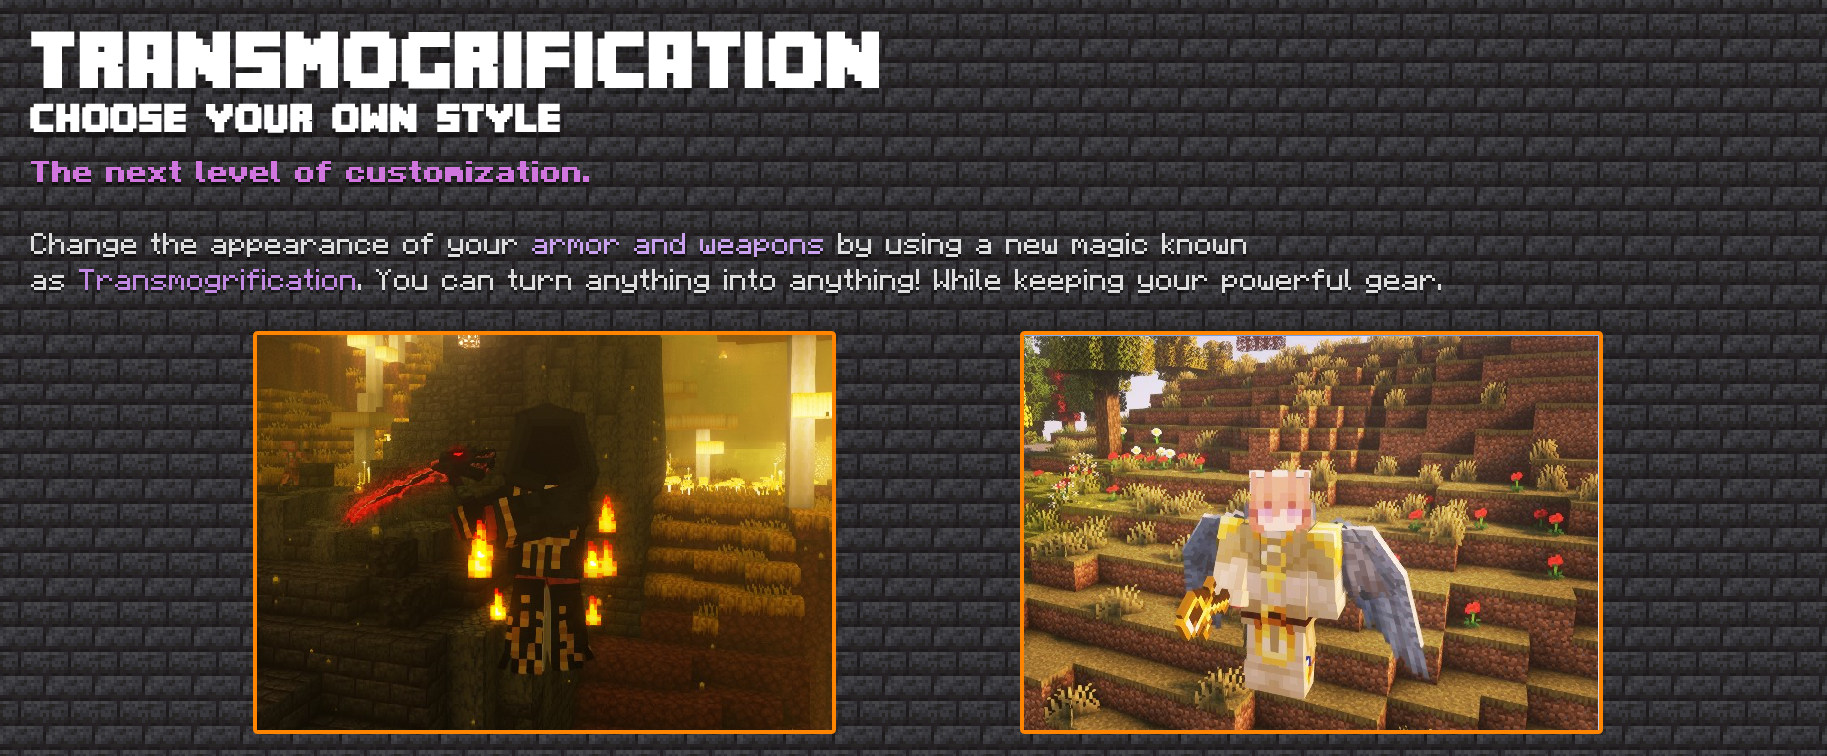 TRANSMOGRIFICATION
CHOOSE YOUR OWN STYLE
The next level of customization.
Change the appearance of your armor and weapons by using a new magic known
as Transmogrification. You can turn anything into anything! While keeping your powerful gear.